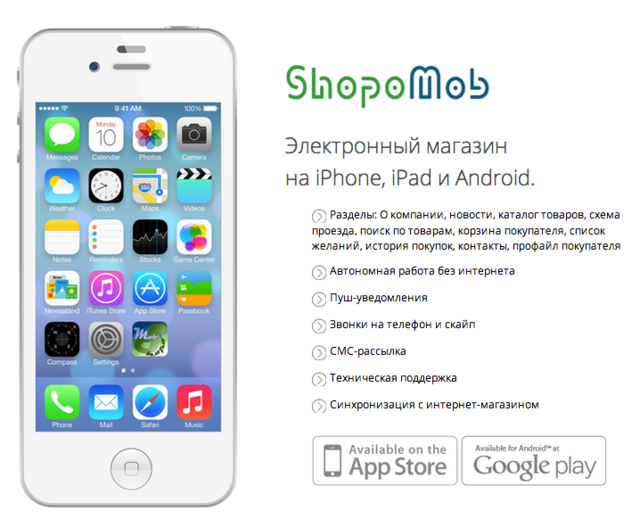 9:41 AM 100%
Monday
10
Messages Calendar Photos Camera
280
Weather Clock Maps Videos
Notes Reminders Stocks Game Center
Newsstand iTunes Store App Store Passbook
Compass Settings
Phone Mail Safari Music
ShopoMob
Электронный магазин
на iPhone, iPad и Android.
Разделы: О компании, новости, каталог товаров, схема
проезда, поиск по товарам, корзина покупателя, список
желаний, история покупок, контакты, профайл покупателя
Автономная работа без интернета
Пуш-уведомления
Звонки на телефон и скайп
СМС-рассылка
Техническая поддержка
Синхронизация с интернет-магазином
Available on the
App Store
Available for Android™ at
Google play